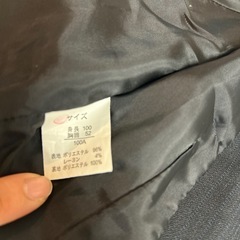 サイズ
身長 100
胸囲 52
100A
表地 ポリエステル 96%
レーヨン 4%
裏地 ポリエステル 100%